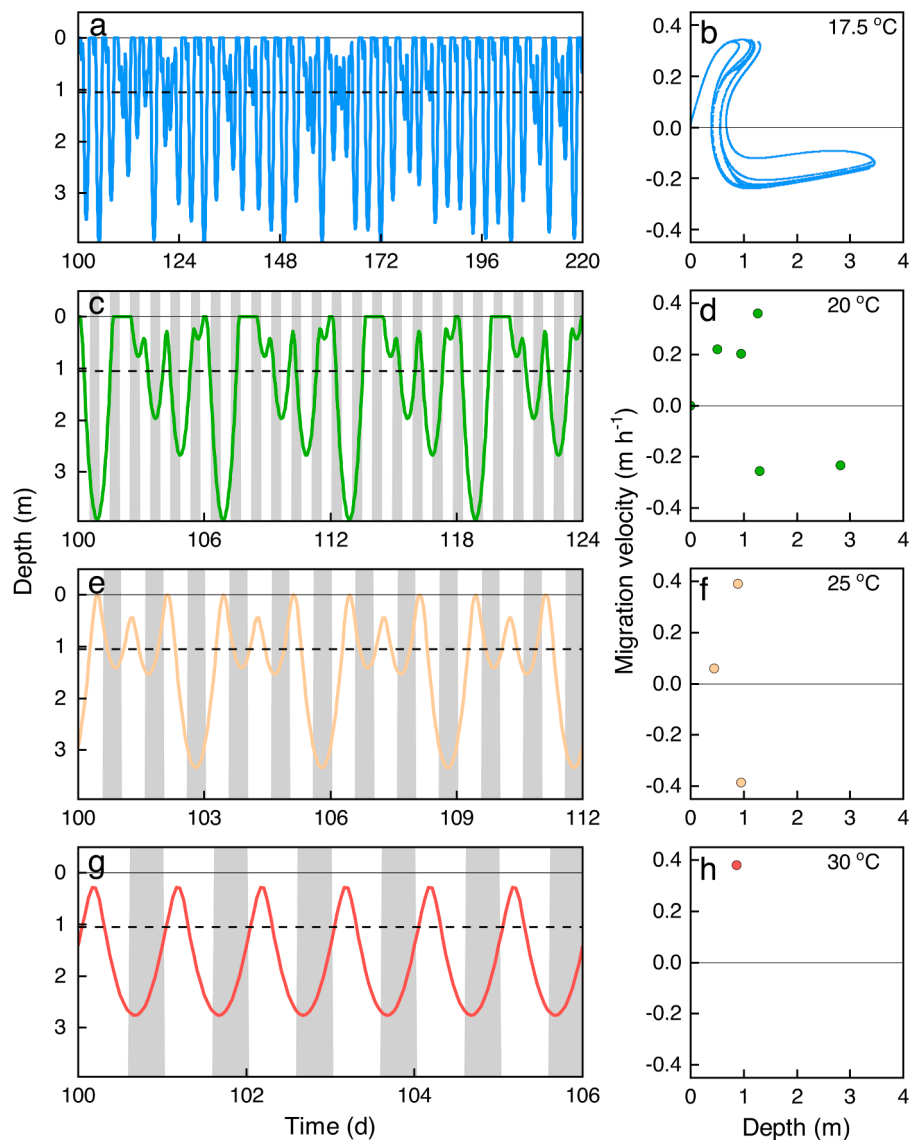 a
0
1
2
3
100 124 148 172 196 220
b
17.5 °C
0.4
0.2
0.0
-0.2
-0.4
0 1 2 3 4
c
0
1
2
3
100 106 112 118 124
d
20 °C
0.4
0.2
0.0
-0.2
-0.4
0 1 2 3 4
e
0
1
2
3
100 103 106 109 112
f
25 °C
0.4
0.2
0.0
-0.2
-0.4
0 1 2 3 4
g
0
1
2
3
100 102 104 106
h
30 °C
0.4
0.2
0.0
-0.2
-0.4
0 1 2 3 4
Depth (m)
Time (d)
Migration velocity (m h⁻¹)
Depth (m)